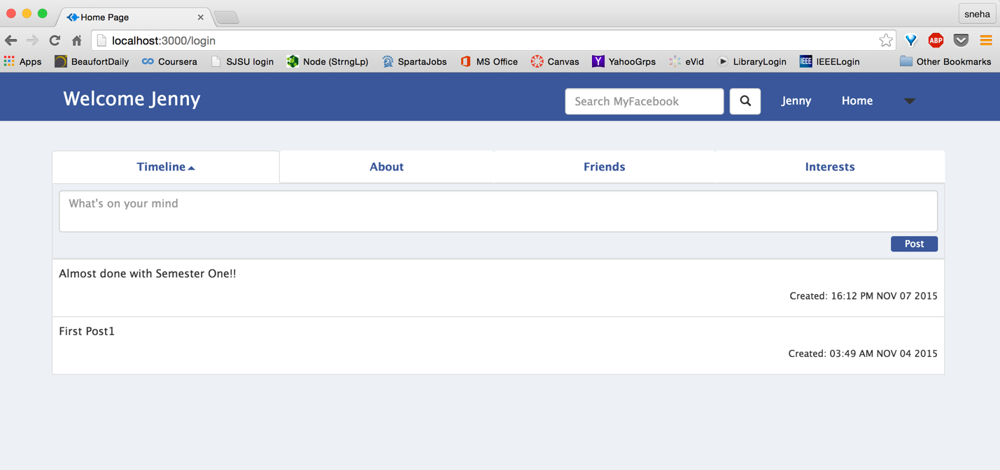 Home Page
sneha
localhost:3000/login
Apps BeaufortDaily Coursera SJSU login Node (StrngLp) SpartaJobs MS Office Canvas YahooGrps eVid LibraryLogin IEEELogin Other Bookmarks
Welcome Jenny Search MyFacebook Jenny Home
Timeline About Friends Interests
What's on your mind
Post
Almost done with Semester One!!
Created: 16:12 PM NOV 07 2015
First Post1
Created: 03:49 AM NOV 04 2015